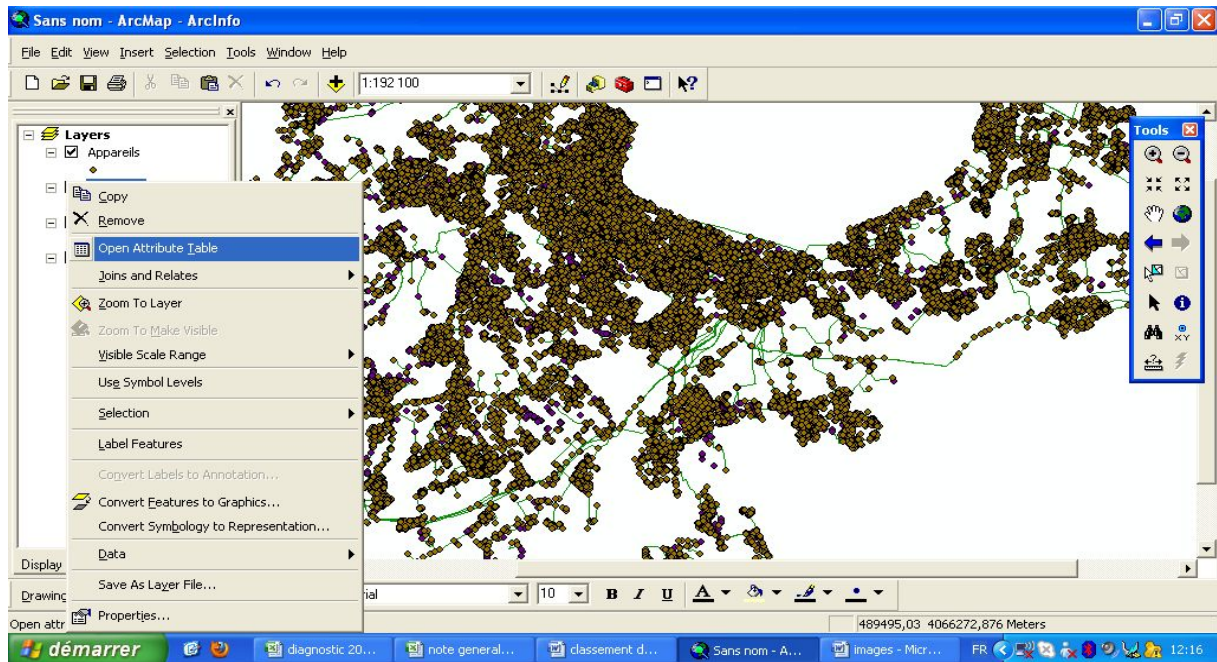 Sans nom - ArcMap - ArcInfo
File Edit View Insert Selection Tools Window Help
1:192 100
Layers
Appareils
Tools
Copy
Remove
Open Attribute Table
Joins and Relates
Zoom To Layer
Zoom To Make Visible
Visible Scale Range
Use Symbol Levels
Selection
Label Features
Convert Labels to Annotation...
Convert Features to Graphics...
Convert Symbology to Representation...
Data
Save As Layer File...
Properties...
XY
Display
Drawing
ial 10 B I U A
Open attr
489495,03 4066272,876 Meters
démarrer diagnostic 20... note general... classement d... Sans nom - A... images - Micr... FR 12:16